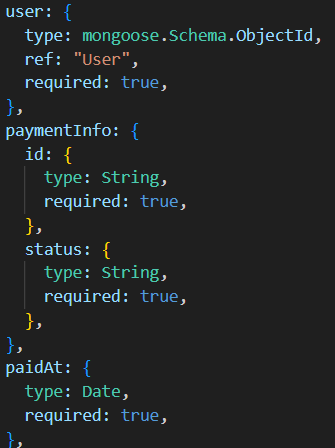 user: {
  type: mongoose.Schema.ObjectId,
  ref: "User",
  required: true,
},
paymentInfo: {
  id: {
    type: String,
    required: true,
  },
  status: {
    type: String,
    required: true,
  },
},
paidAt: {
  type: Date,
  required: true,
},